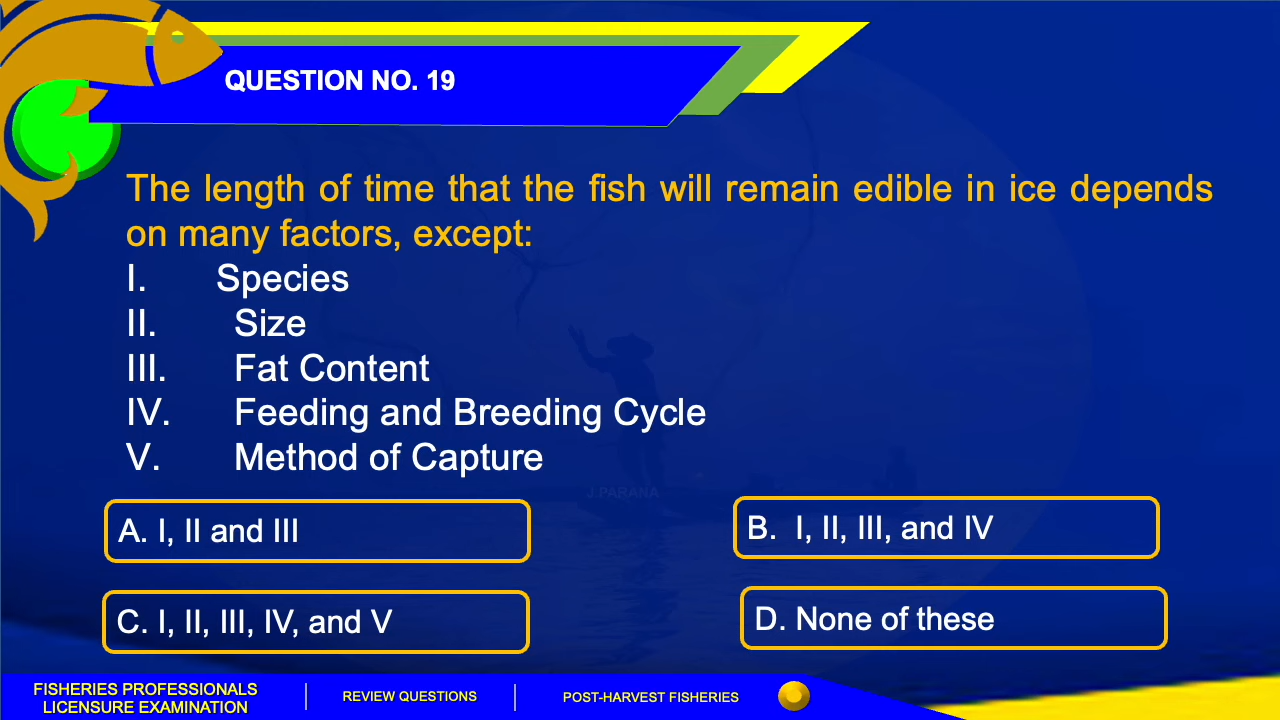 QUESTION NO. 19
The length of time that the fish will remain edible in ice depends
on many factors, except:
I. Species
II. Size
III. Fat Content
IV. Feeding and Breeding Cycle
V. Method of Capture
J.PARANA
A. I, II and III
B. I, II, III, and IV
C. I, II, III, IV, and V
D. None of these
FISHERIES PROFESSIONALS
LICENSURE EXAMINATION
REVIEW QUESTIONS
POST-HARVEST FISHERIES